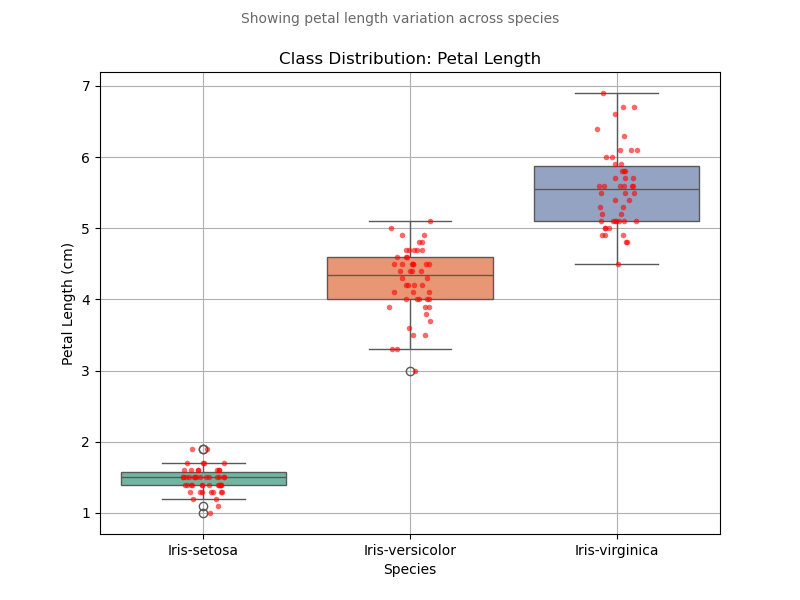 Showing petal length variation across species
Class Distribution: Petal Length
Petal Length (cm)
7
6
5
4
3
2
1
Iris-setosa Iris-versicolor Iris-virginica
Species